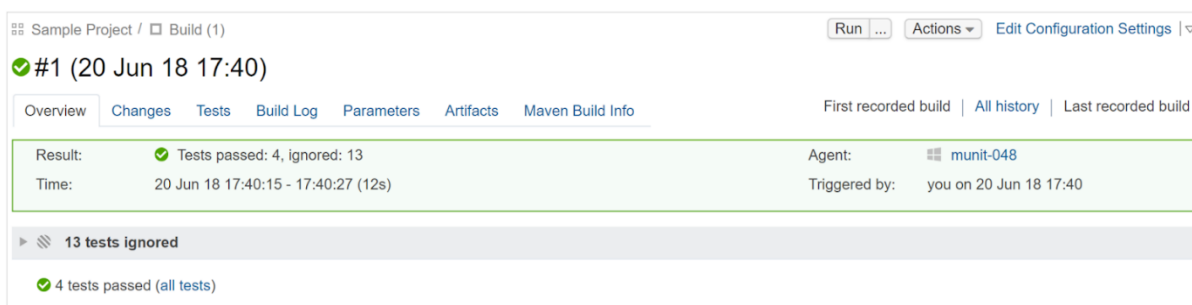 Sample Project / Build (1)
Run ... Actions Edit Configuration Settings
#1 (20 Jun 18 17:40)
Overview Changes Tests Build Log Parameters Artifacts Maven Build Info First recorded build | All history | Last recorded build
Result: Tests passed: 4, ignored: 13 Agent: munit-048
Time: 20 Jun 18 17:40:15 - 17:40:27 (12s) Triggered by: you on 20 Jun 18 17:40
13 tests ignored
4 tests passed (all tests)